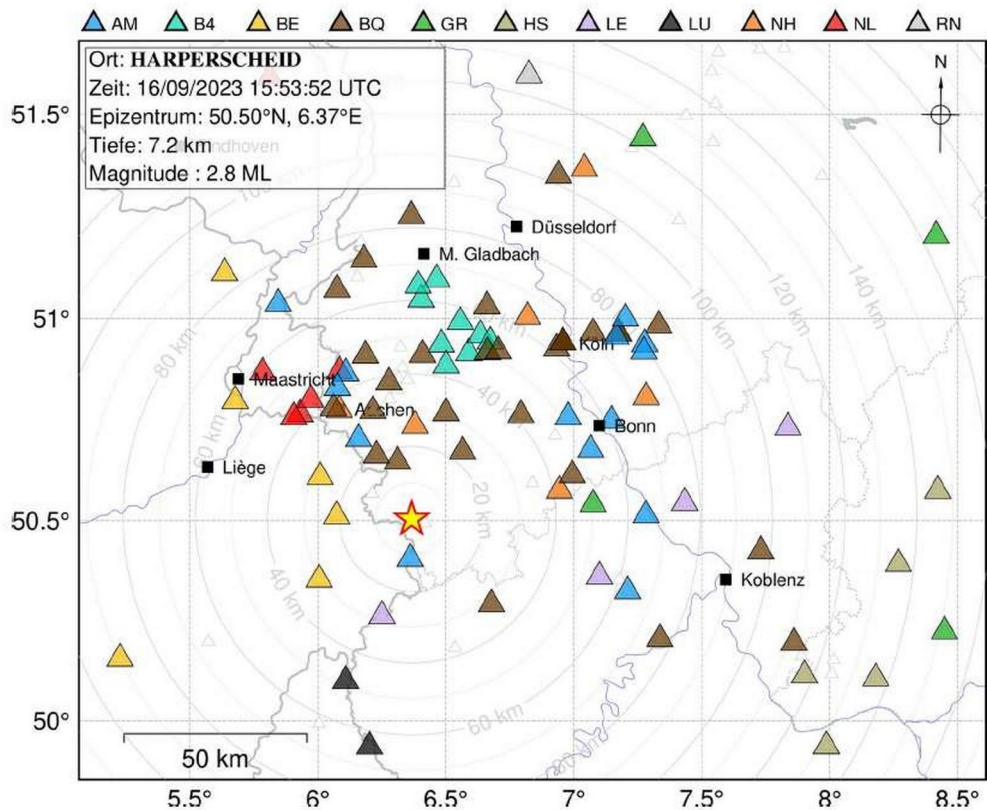 AM B4 BE BQ GR HS LE LU NH NL RN
Ort: HARPERSCHEID
Zeit: 16/09/2023 15:53:52 UTC
Epizentrum: 50.50°N, 6.37°E
Tiefe: 7.2 km
Magnitude : 2.8 ML
N
51.5°
Düsseldorf
M. Gladbach
80 km
100 km
120 km
140 km
51°
80 km
Köln
Maastricht
40 km
Aachen
Bonn
60 km
Liège
20 km
50.5°
40 km
Koblenz
60 km
50°
50 km
5.5° 6° 6.5° 7° 7.5° 8° 8.5°